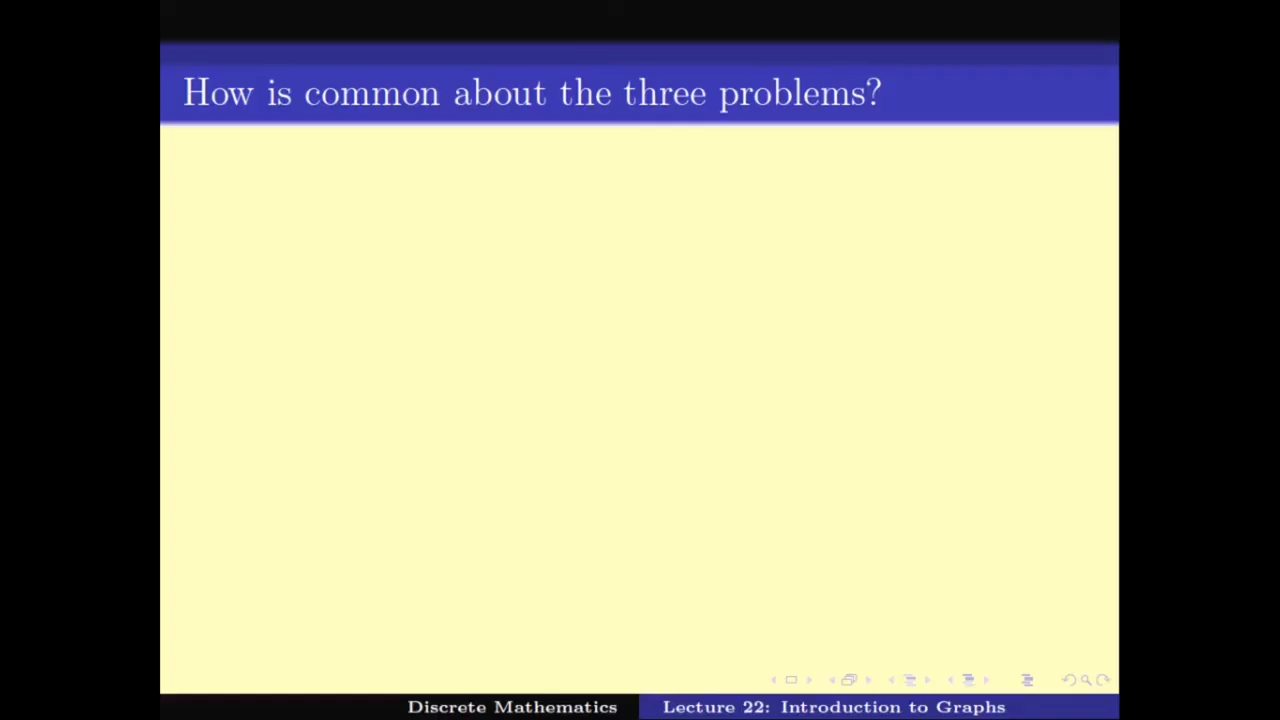 How is common about the three problems?
Discrete Mathematics
Lecture 22: Introduction to Graphs